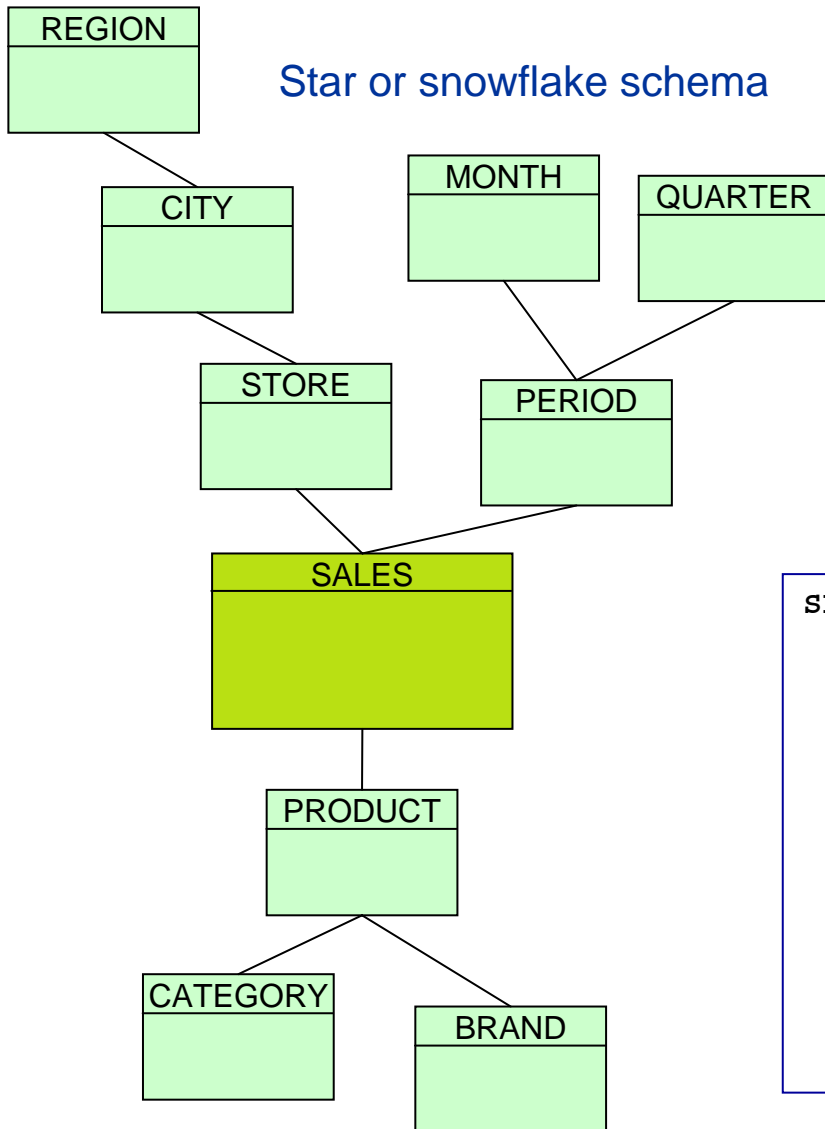 REGION
Star or snowflake schema
MONTH
QUARTER
CITY
STORE
PERIOD
SALES
PRODUCT
CATEGORY
BRAND